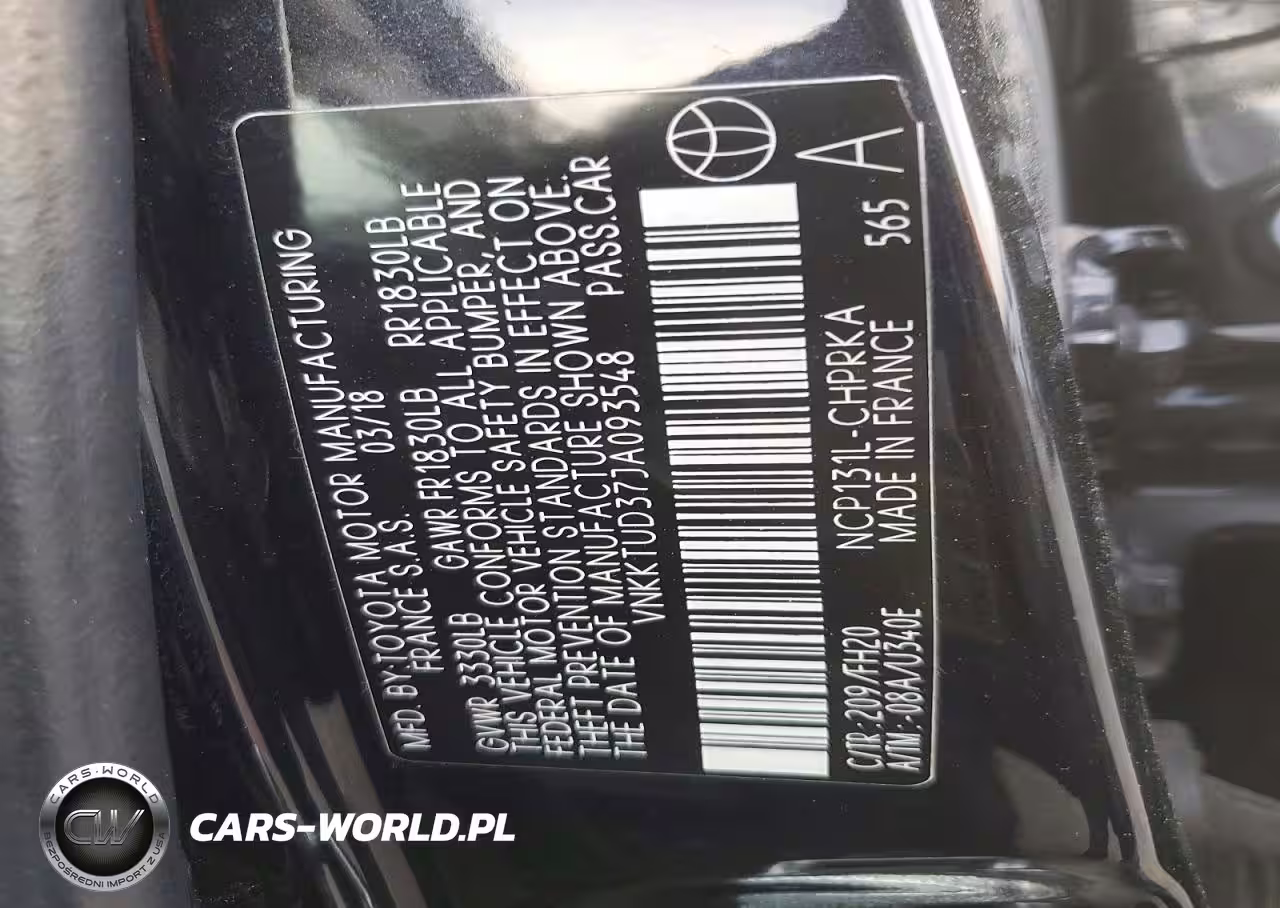 MFD. BY:TOYOTA MOTOR MANUFACTURING
FRANCE S.A.S. 03/18
GVWR 3330LB GAWR FR1830LB RR1830LB
THIS VEHICLE CONFORMS TO ALL APPLICABLE
FEDERAL MOTOR VEHICLE SAFETY BUMPER, AND
THEFT PREVENTION STANDARDS IN EFFECT ON
THE DATE OF MANUFACTURE SHOWN ABOVE.
VNKKTUD37JA093548 PASS.CAR
C/TR: 209/FH20 NCP131L-CHPRKA 565 A
A/TM: 08A/U340E MADE IN FRANCE
CARS-WORLD
CW
BEZPOŚREDNI IMPORT Z USA
CARS-WORLD.PL